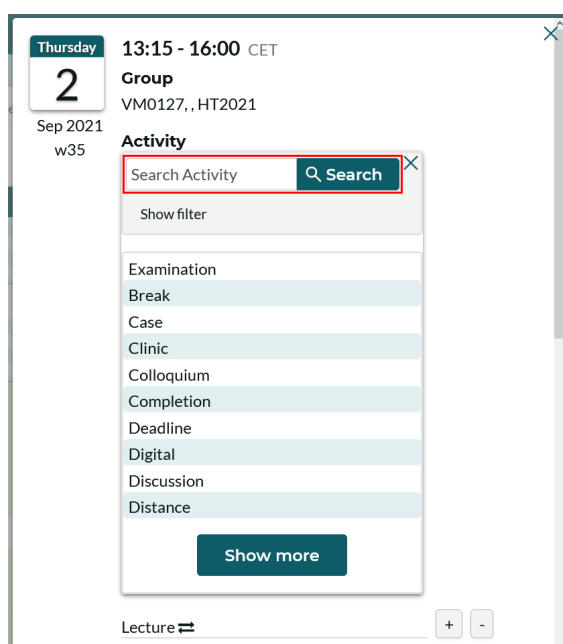 Thursday
2
Sep 2021
w35
13:15 - 16:00 CET
Group
VM0127, , HT2021
Activity
Search Activity
Search
Show filter
Examination
Break
Case
Clinic
Colloquium
Completion
Deadline
Digital
Discussion
Distance
Show more
Lecture
+
-